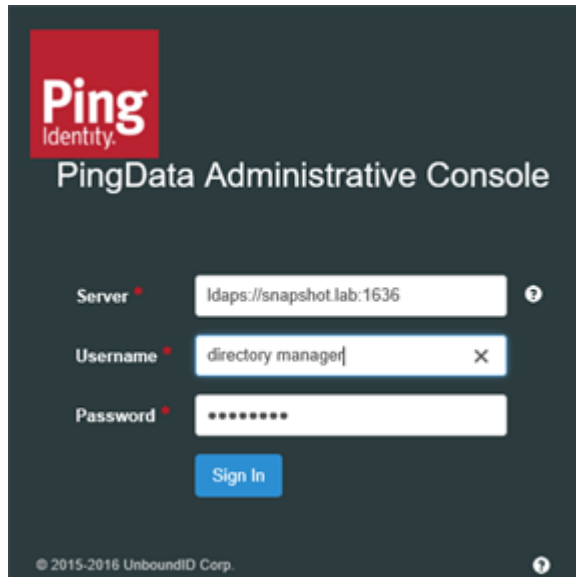 Ping
Identity.
PingData Administrative Console
Server *
ldaps://snapshot.lab:1636
?
Username *
directory manager
Password *
••••••••
Sign In
© 2015-2016 UnboundID Corp.
?